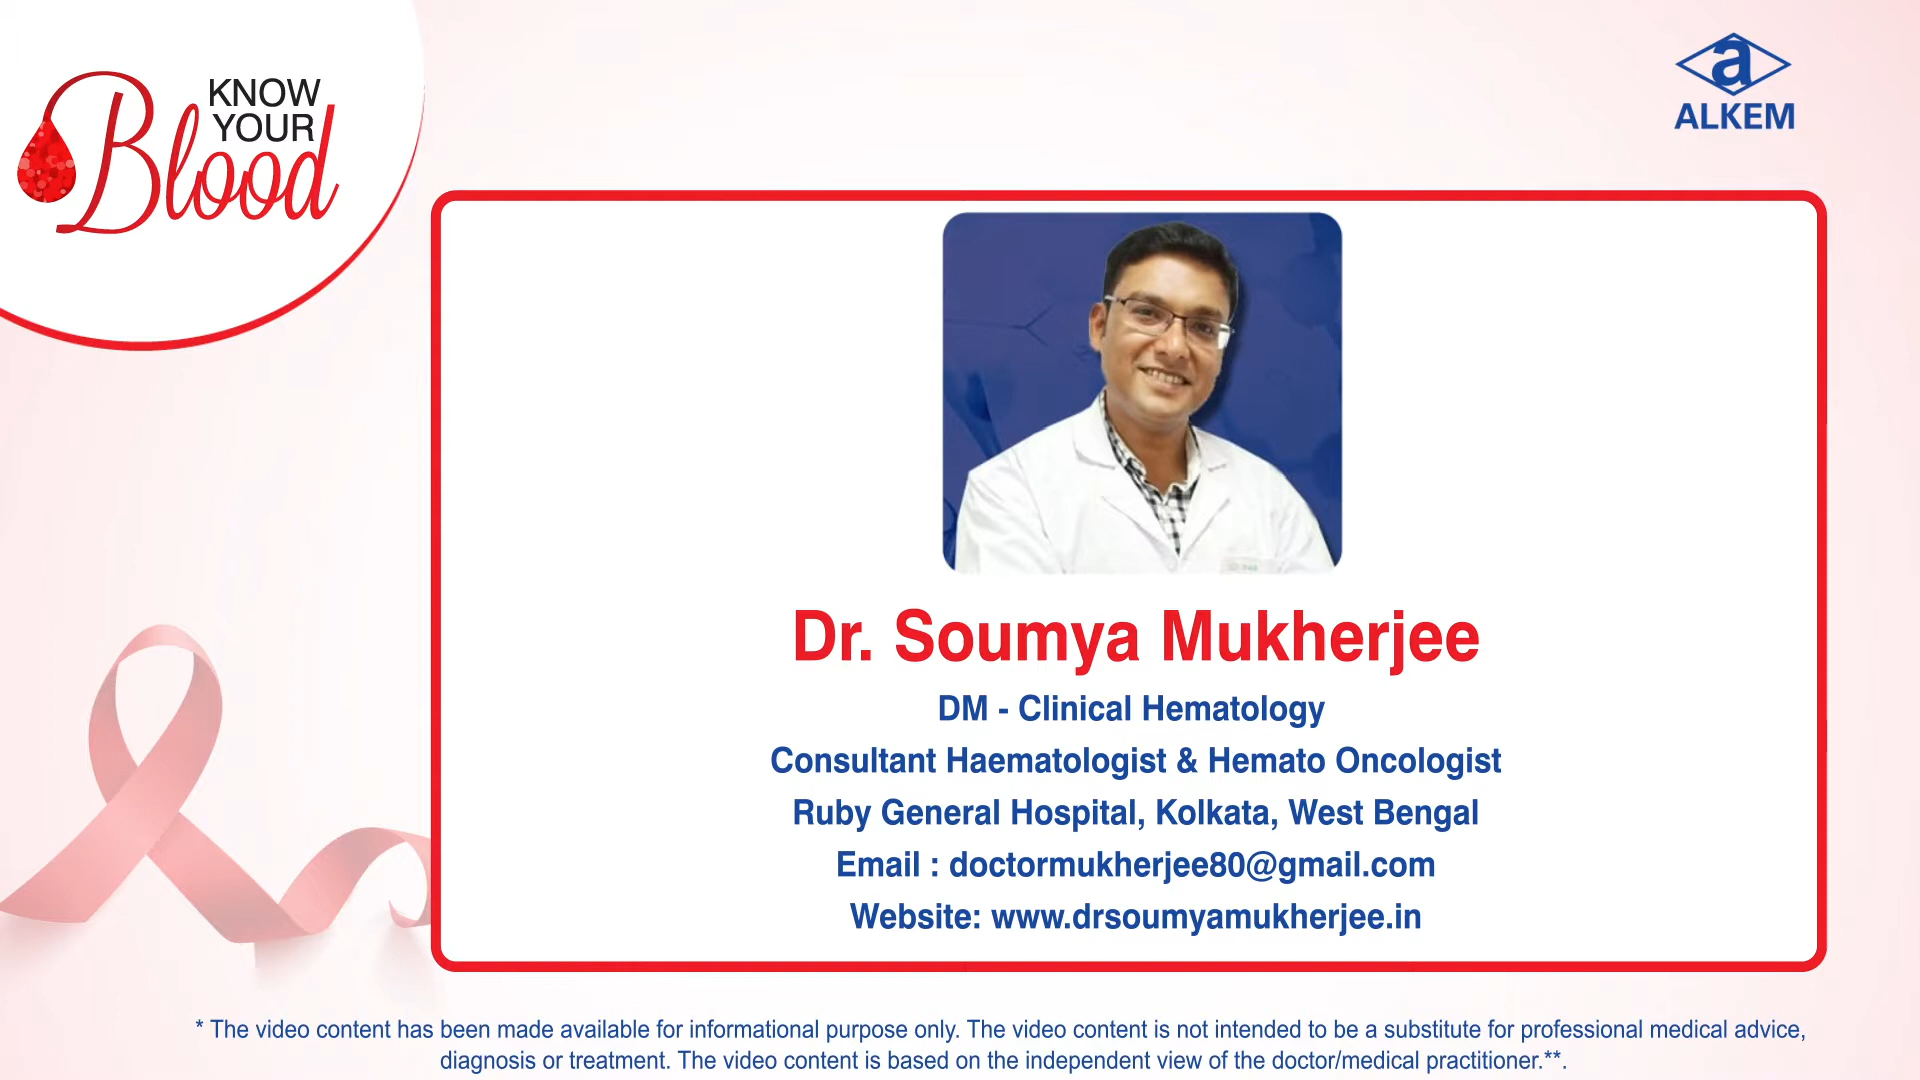 KNOW
YOUR
Blood
a
ALKEM
Dr. Soumya Mukherjee
DM - Clinical Hematology
Consultant Haematologist & Hemato Oncologist
Ruby General Hospital, Kolkata, West Bengal
Email : doctormukherjee80@gmail.com
Website: www.drsoumyamukherjee.in
* The video content has been made available for informational purpose only. The video content is not intended to be a substitute for professional medical advice,
diagnosis or treatment. The video content is based on the independent view of the doctor/medical practitioner.**.